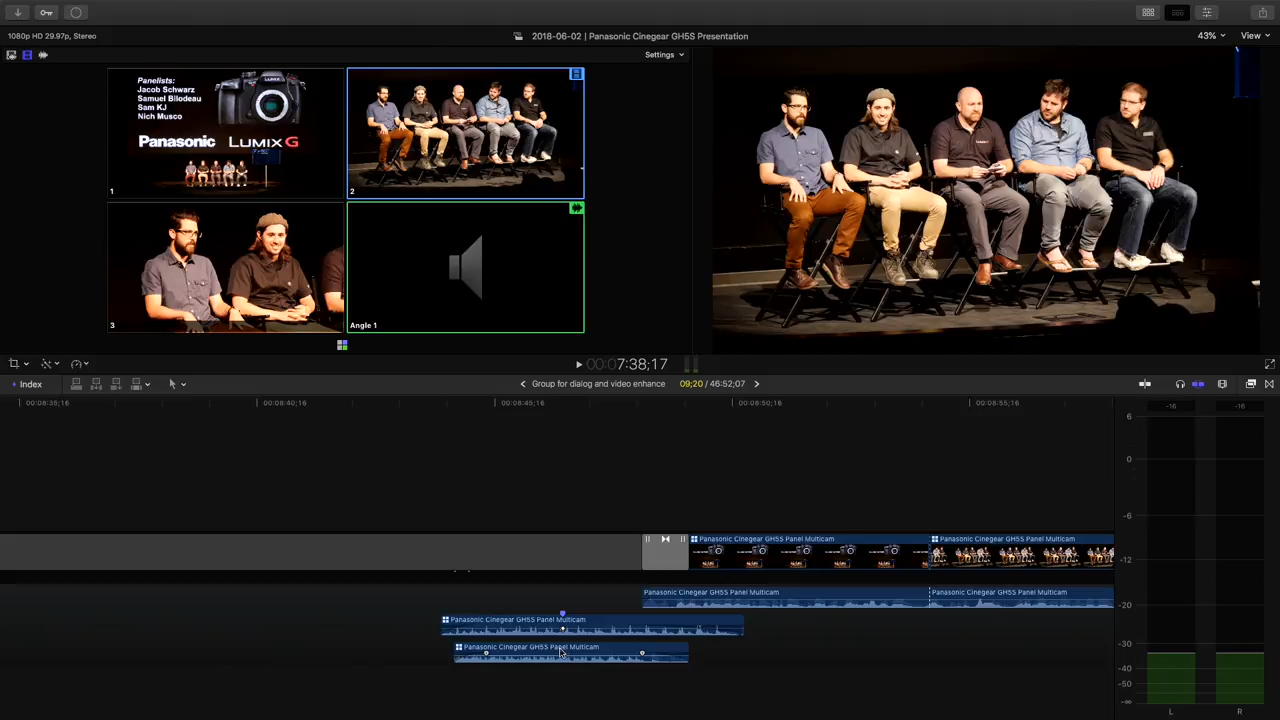 1080p HD 29.97p, Stereo
2018-06-02 | Panasonic Cinegear GH5S Presentation
43%
View
Settings
Panelists:
Jacob Schwarz
Samuel Bilodeau
Sam KJ
Nich Musco
LUMIX
Panasonic LUMIX G
1
2
3
Angle 1
00:00:7:38;17
Index
Group for dialog and video enhance
09;20 / 46:52;07
00:08:35;16
00:08:40;16
00:08:45;16
00:08:50;16
00:08:55;16
-16
-16
6
0
-6
-12
-20
-30
-40
-50
-∞
L
R
Panasonic Cinegear GH5S Panel Multicam
Panasonic Cinegear GH5S Panel Multicam
Panasonic Cinegear GH5S Panel Multicam
Panasonic Cinegear GH5S Panel Multicam
Panasonic Cinegear GH5S Panel Multicam
Panasonic Cinegear GH5S Panel Multicam